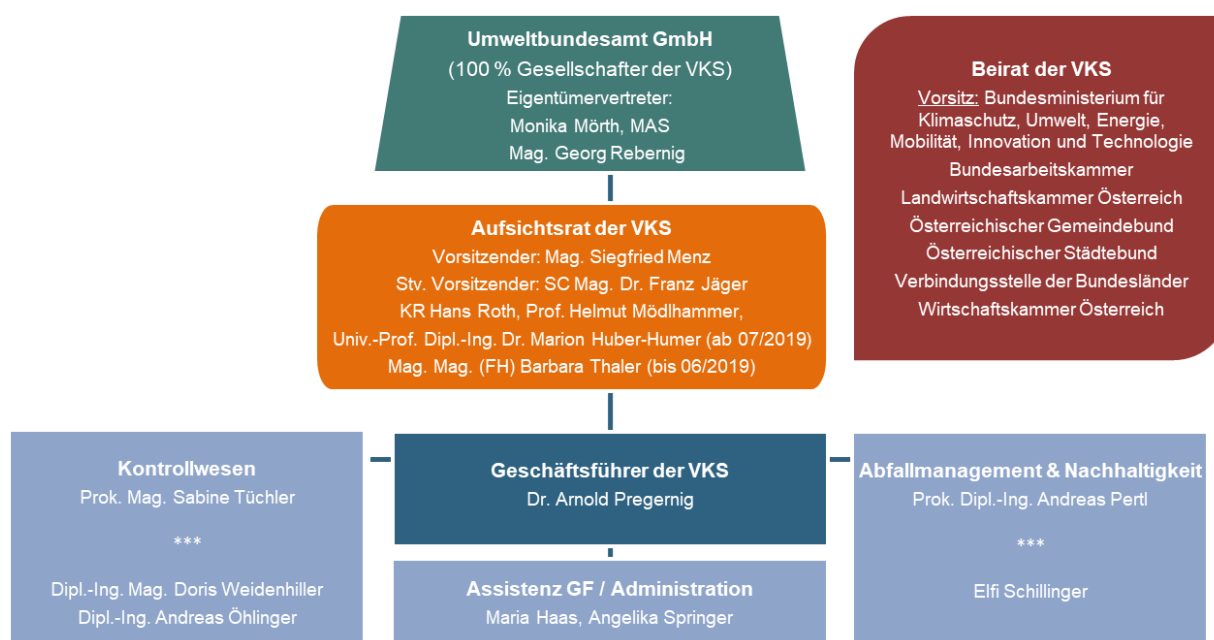 Umweltbundesamt GmbH
(100 % Gesellschafter der VKS)
Eigentümervertreter:
Monika Mörth, MAS
Mag. Georg Rebernig
Beirat der VKS
Vorsitz: Bundesministerium für
Klimaschutz, Umwelt, Energie,
Mobilität, Innovation und Technologie
Bundesarbeitskammer
Landwirtschaftskammer Österreich
Österreichischer Gemeindebund
Österreichischer Städtebund
Verbindungsstelle der Bundesländer
Wirtschaftskammer Österreich
Aufsichtsrat der VKS
Vorsitzender: Mag. Siegfried Menz
Stv. Vorsitzender: SC Mag. Dr. Franz Jäger
KR Hans Roth, Prof. Helmut Mödlhammer,
Univ.-Prof. Dipl.-Ing. Dr. Marion Huber-Humer (ab 07/2019)
Mag. Mag. (FH) Barbara Thaler (bis 06/2019)
Kontrollwesen
Prok. Mag. Sabine Tüchler
***
Dipl.-Ing. Mag. Doris Weidenhiller
Dipl.-Ing. Andreas Öhlinger
Geschäftsführer der VKS
Dr. Arnold Pregernig
Assistenz GF / Administration
Maria Haas, Angelika Springer
Abfallmanagement & Nachhaltigkeit
Prok. Dipl.-Ing. Andreas Pertl
***
Elfi Schillinger